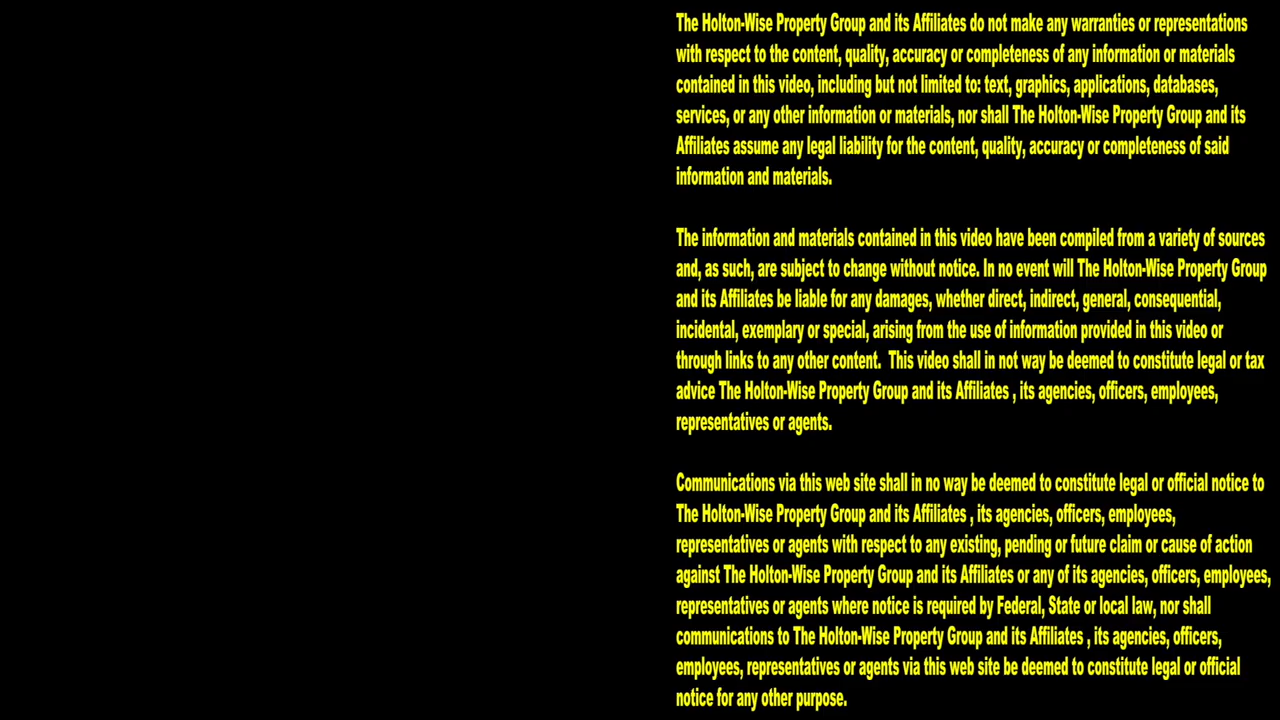 The Holton-Wise Property Group and its Affiliates do not make any warranties or representations
with respect to the content, quality, accuracy or completeness of any information or materials
contained in this video, including but not limited to: text, graphics, applications, databases,
services, or any other information or materials, nor shall The Holton-Wise Property Group and its
Affiliates assume any legal liability for the content, quality, accuracy or completeness of said
information and materials.
The information and materials contained in this video have been compiled from a variety of sources
and, as such, are subject to change without notice. In no event will The Holton-Wise Property Group
and its Affiliates be liable for any damages, whether direct, indirect, general, consequential,
incidental, exemplary or special, arising from the use of information provided in this video or
through links to any other content.  This video shall in not way be deemed to constitute legal or tax
advice The Holton-Wise Property Group and its Affiliates , its agencies, officers, employees,
representatives or agents.
Communications via this web site shall in no way be deemed to constitute legal or official notice to
The Holton-Wise Property Group and its Affiliates , its agencies, officers, employees,
representatives or agents with respect to any existing, pending or future claim or cause of action
against The Holton-Wise Property Group and its Affiliates or any of its agencies, officers, employees,
representatives or agents where notice is required by Federal, State or local law, nor shall
communications to The Holton-Wise Property Group and its Affiliates , its agencies, officers,
employees, representatives or agents via this web site be deemed to constitute legal or official
notice for any other purpose.